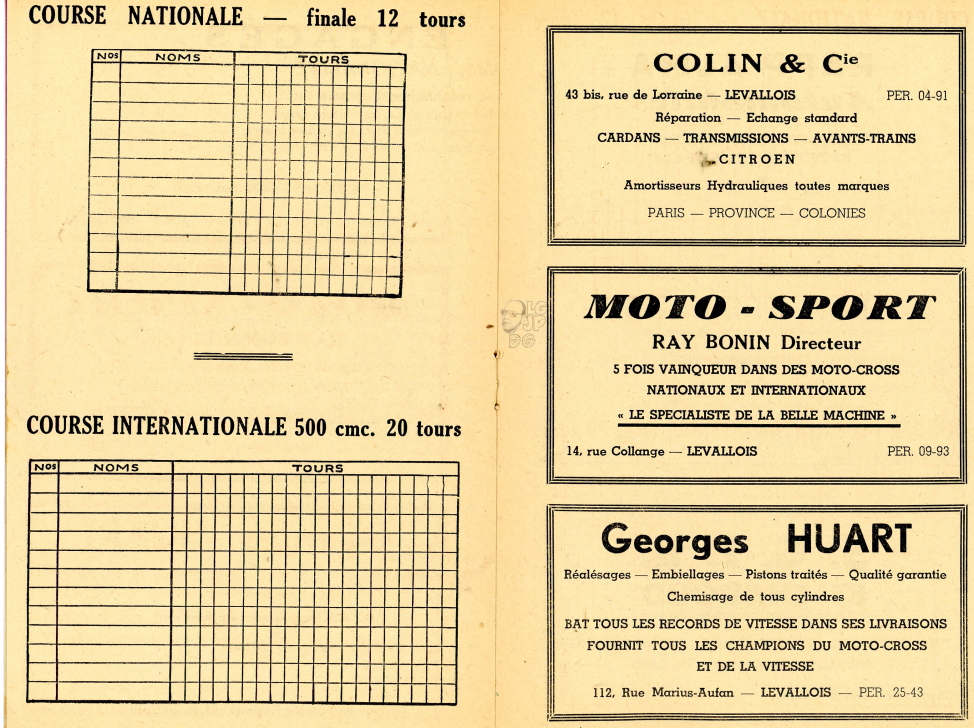 COURSE NATIONALE — finale 12 tours
Nos NOMS TOURS
COURSE INTERNATIONALE 500 cmc. 20 tours
Nos NOMS TOURS
COLIN & Cie
43 bis, rue de Lorraine — LEVALLOIS PER. 04-91
Réparation — Echange standard
CARDANS — TRANSMISSIONS — AVANTS-TRAINS
CITROEN
Amortisseurs Hydrauliques toutes marques
PARIS — PROVINCE — COLONIES
MOTO - SPORT
RAY BONIN Directeur
5 FOIS VAINQUEUR DANS DES MOTO-CROSS
NATIONAUX ET INTERNATIONAUX
« LE SPECIALISTE DE LA BELLE MACHINE »
14, rue Collange — LEVALLOIS PER. 09-93
Georges HUART
Réalésages — Embiellages — Pistons traités — Qualité garantie
Chemisage de tous cylindres
BAT TOUS LES RECORDS DE VITESSE DANS SES LIVRAISONS
FOURNIT TOUS LES CHAMPIONS DU MOTO-CROSS
ET DE LA VITESSE
112, Rue Marius-Aufan — LEVALLOIS — PER. 25-43
LG
JP
DG